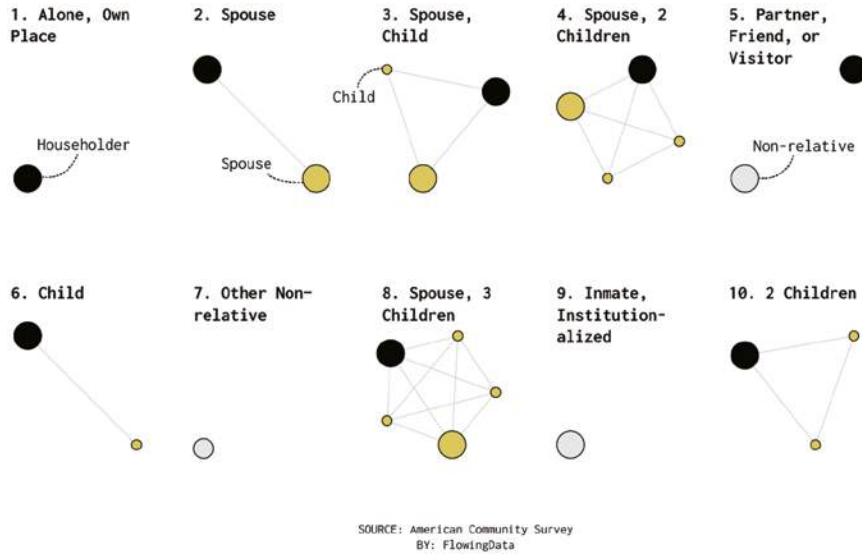 1. Alone, Own
Place
2. Spouse
3. Spouse,
Child
4. Spouse, 2
Children
5. Partner,
Friend, or
Visitor
Child
Householder
Spouse
Non-relative
6. Child
7. Other Non-
relative
8. Spouse, 3
Children
9. Inmate,
Institution-
alized
10. 2 Children
SOURCE: American Community Survey
BY: FlowingData